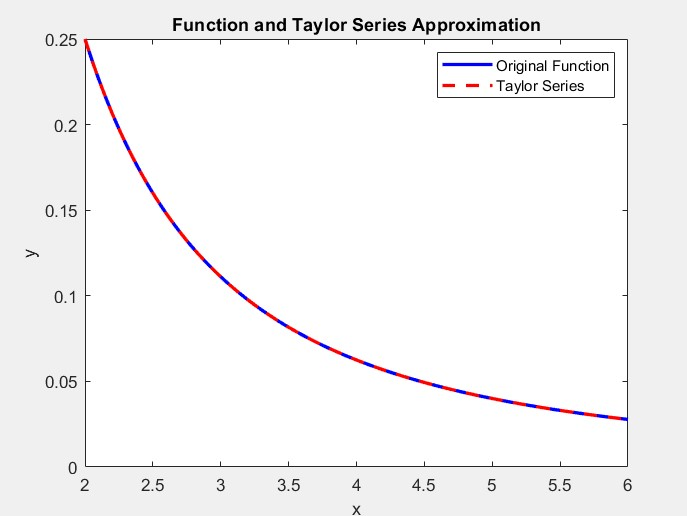 Function and Taylor Series Approximation
Original Function
Taylor Series
0.25
0.2
0.15
0.1
0.05
0
y
2 2.5 3 3.5 4 4.5 5 5.5 6
x